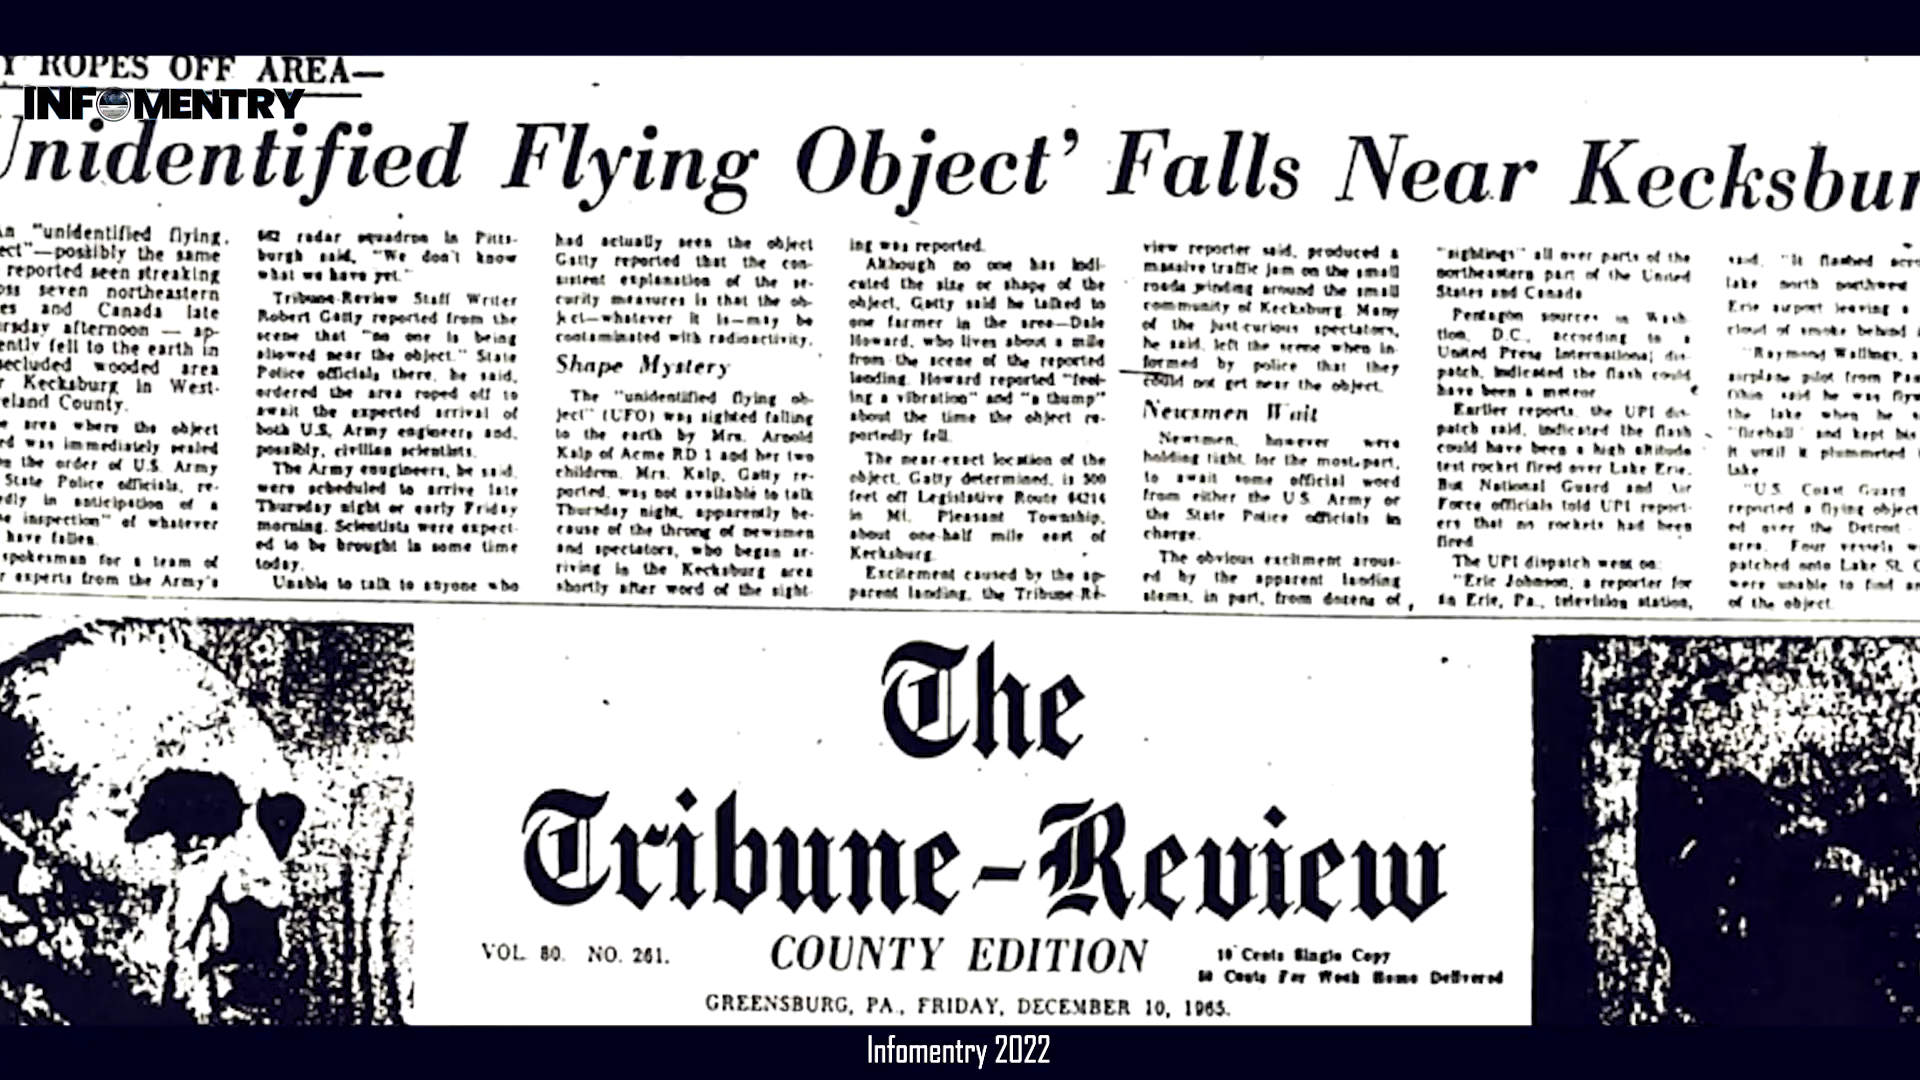 Y ROPES OFF AREA—
INFOMENTRY
Unidentified Flying Object' Falls Near Kecksbur
An "unidentified flying,
ect"—possibly the same
reported seen streaking
oss seven northeastern
es and Canada late
rsday afternoon — ap-
ently fell to the earth in
secluded wooded area
r Kecksburg in West-
reland County.
e area where the object
ed was immediately sealed
n the order of U.S. Army
State Police officials, re-
edly in anticipation of a
e inspection" of whatever
have fallen.
spokesman for a team of
r experts from the Army's
662 radar squadron in Pitts-
burgh said, "We don't know
what we have yet."
Tribune-Review Staff Writer
Robert Gatty reported from the
scene that "no one is being
allowed near the object." State
Police officials there, he said,
ordered the area roped off to
await the expected arrival of
both U.S. Army engineers and,
possibly, civilian scientists.
The Army engineers, he said,
were scheduled to arrive late
Thursday night or early Friday
morning. Scientists were expect-
ed to be brought in some time
today.
Unable to talk to anyone who
had actually seen the object
Gatty reported that the con-
sistent explanation of the se-
curity measures is that the ob-
ject—whatever it is—may be
contaminated with radioactivity.
Shape Mystery
The "unidentified flying ob-
ject" (UFO) was sighted falling
to the earth by Mrs. Arnold
Kalp of Acme RD 1 and her two
children. Mrs. Kalp, Gatty re-
ported, was not available to talk
Thursday night, apparently be-
cause of the throng of newsmen
and spectators, who began ar-
riving in the Kecksburg area
shortly after word of the sight-
ing was reported.
Although no one has indi-
cated the size or shape of the
object, Gatty said he talked to
one farmer in the area—Dale
Howard, who lives about a mile
from the scene of the reported
landing. Howard reported "feel-
ing a vibration" and "a thump"
about the time the object re-
portedly fell.
The near-exact location of the
object, Gatty determined, is 500
feet off Legislative Route 64214
in Mt. Pleasant Township,
about one-half mile east of
Kecksburg.
Excitement caused by the ap-
parent landing, the Tribune-Re-
view reporter said, produced a
massive traffic jam on the small
roads winding around the small
community of Kecksburg. Many
of the just-curious spectators,
he said, left the scene when in-
formed by police that they
could not get near the object.
Newsmen Wait
Newsmen, however were
holding tight, for the most part,
to await some official word
from either the U.S. Army or
the State Police officials in
charge.
The obvious excitment arous-
ed by the apparent landing
stems, in part, from dozens of
"sightings" all over parts of the
northeastern part of the United
States and Canada
Pentagon sources in Wash-
tion, D.C., according to a
United Press International; dis-
patch, indicated the flash could
have been a meteor.
Earlier reports, the UPI dis-
patch said, indicated the flash
could have been a high altitude
test rocket fired over Lake Erie.
But National Guard and Air
Force officials told UPI report-
ers that no rockets had been
fired
The UPI dispatch went on:
"Eric Johnson, a reporter for
an Erie, Pa., television station,
said, "It flashed acro
lake north northwest
Erie airport leaving a
cloud of smoke behind i
"Raymond Wallings, a
airplane pilot from Pa
Ohio said he was flyi
the lake when he s
"fireball" and kept his
it until it plummeted i
lake
"U.S. Coast Guard
reported a flying object
ed over the Detroit
area. Four vessels w
patched onto Lake St. C
were unable to find an
of the object.
The
Tribune-Review
VOL. 80. NO. 261.
COUNTY EDITION
10 Cents Single Copy
50 Cents Per Week Home Delivered
GREENSBURG, PA., FRIDAY, DECEMBER 10, 1965.
Infomentry 2022